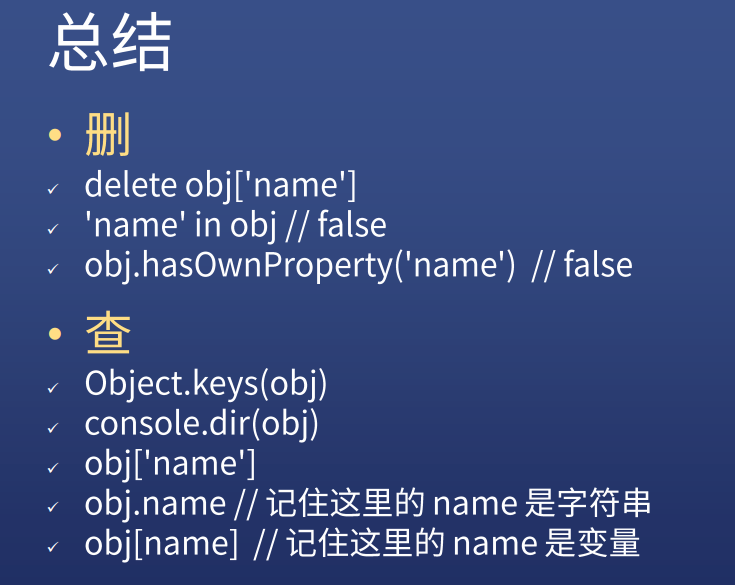 总结
删
delete obj['name']
'name' in obj // false
obj.hasOwnProperty('name') // false
查
Object.keys(obj)
console.dir(obj)
obj['name']
obj.name // 记住这里的 name 是字符串
obj[name] // 记住这里的 name 是变量